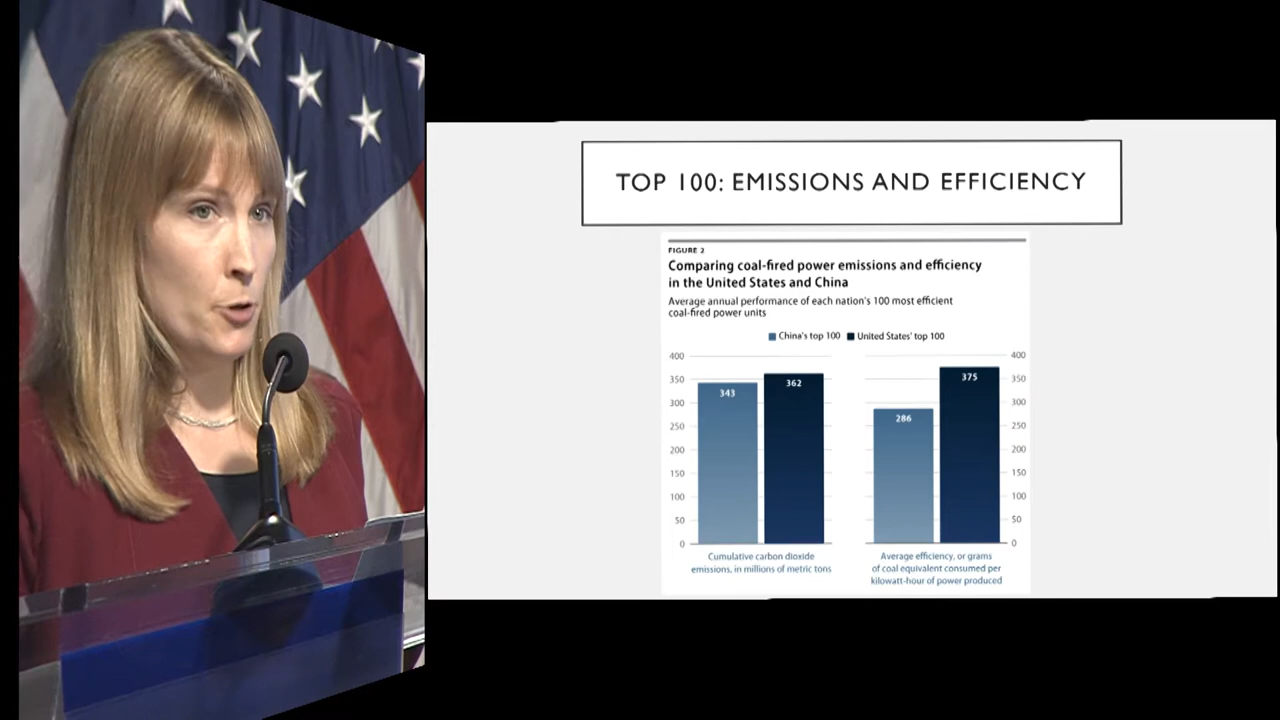 TOP 100: EMISSIONS AND EFFICIENCY
FIGURE 2
Comparing coal-fired power emissions and efficiency
in the United States and China
Average annual performance of each nation's 100 most efficient
coal-fired power units
China's top 100 United States' top 100
400
350
300
250
200
150
100
50
0
343
362
Cumulative carbon dioxide
emissions, in millions of metric tons
286
375
400
350
300
250
200
150
100
50
0
Average efficiency, or grams
of coal equivalent consumed per
kilowatt-hour of power produced